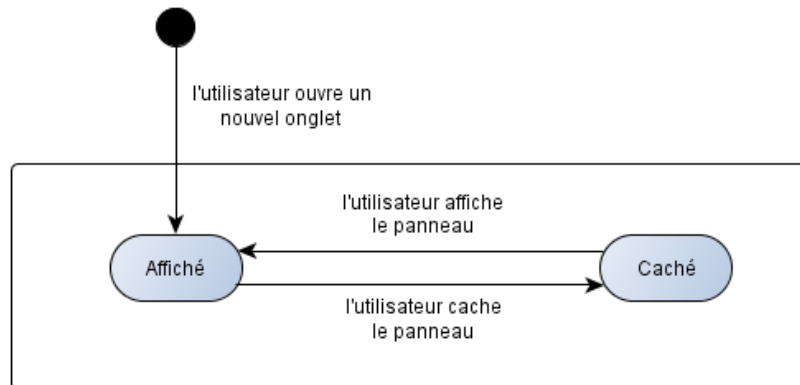 l'utilisateur ouvre un
nouvel onglet
l'utilisateur affiche
le panneau
Affiché
Caché
l'utilisateur cache
le panneau